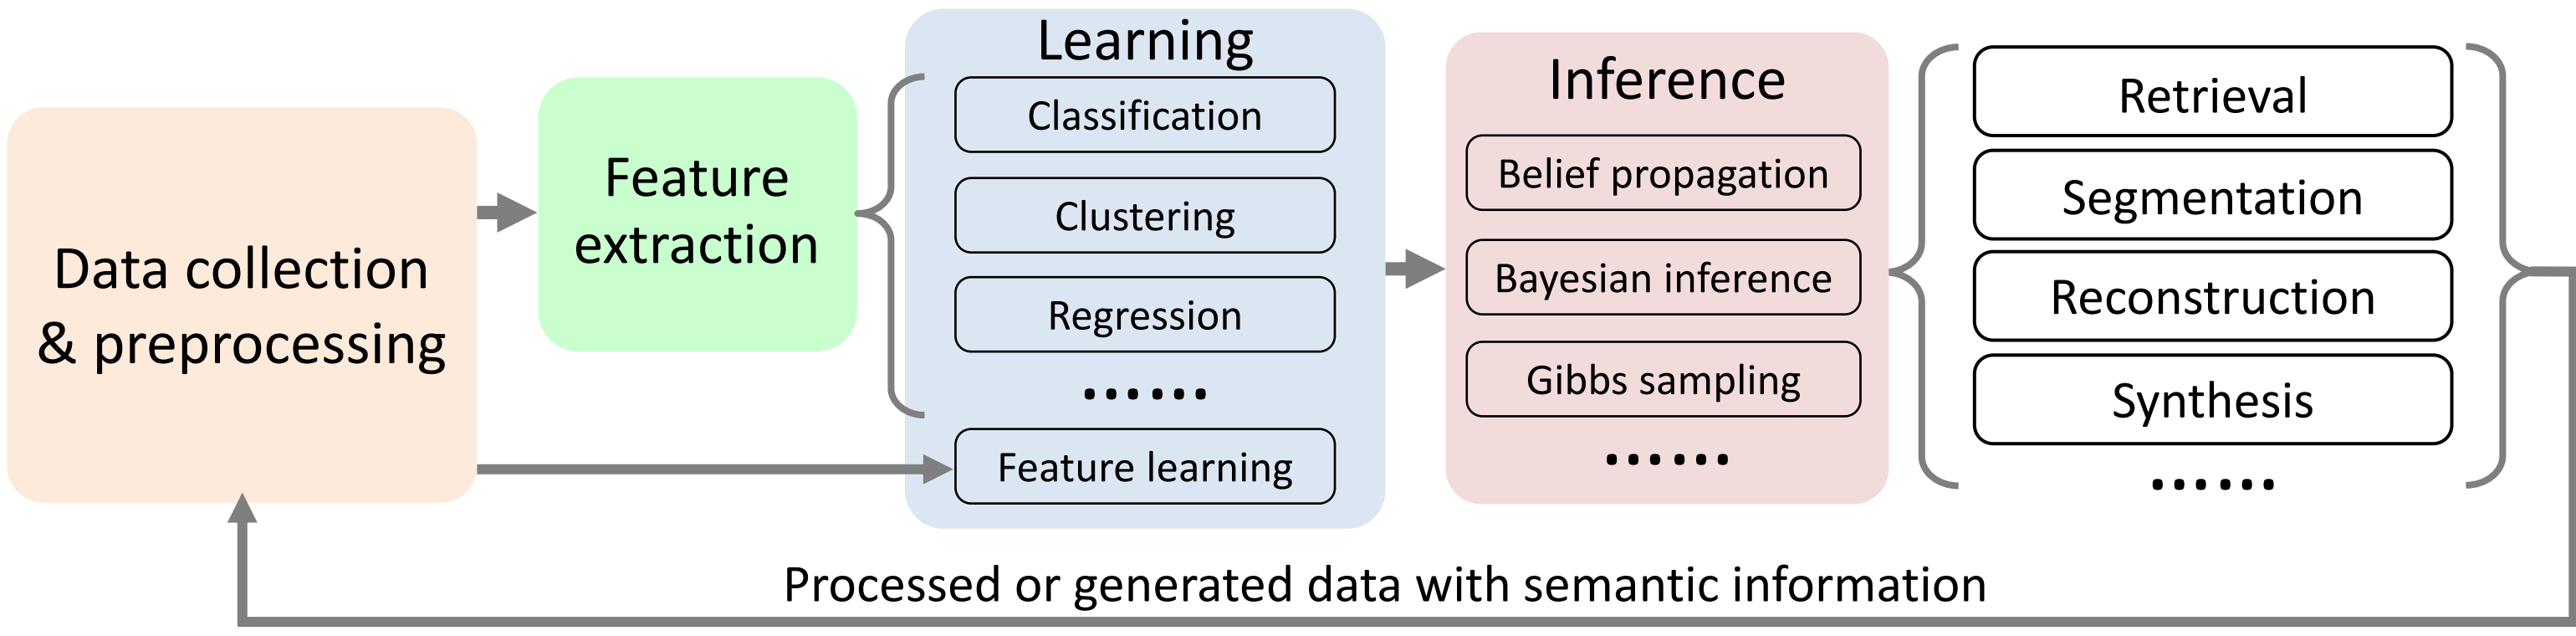 Data collection
& preprocessing
Feature
extraction
Learning
Classification
Clustering
Regression
......
Feature learning
Inference
Belief propagation
Bayesian inference
Gibbs sampling
......
Retrieval
Segmentation
Reconstruction
Synthesis
......
Processed or generated data with semantic information